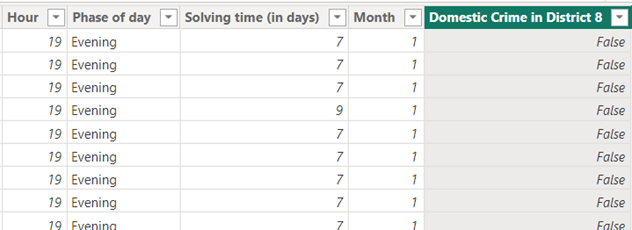 Hour Phase of day Solving time (in days) Month Domestic Crime in District 8
19 Evening 7 1 False
19 Evening 7 1 False
19 Evening 7 1 False
19 Evening 9 1 False
19 Evening 7 1 False
19 Evening 7 1 False
19 Evening 7 1 False
19 Evening 7 1 False
19 Evening 7 1 False